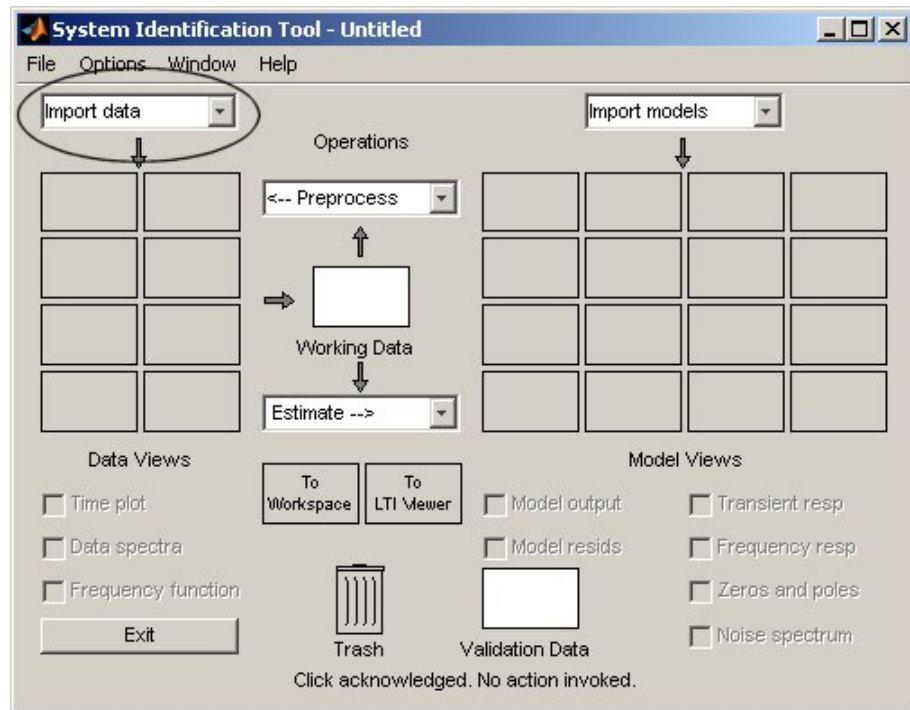 System Identification Tool - Untitled
File Options Window Help
Import data
Import models
Operations
<-- Preprocess
Working Data
Estimate -->
Data Views
Model Views
To Workspace
To LTI Viewer
Time plot
Data spectra
Frequency function
Model output
Model resids
Transient resp
Frequency resp
Zeros and poles
Noise spectrum
Exit
Trash
Validation Data
Click acknowledged. No action invoked.